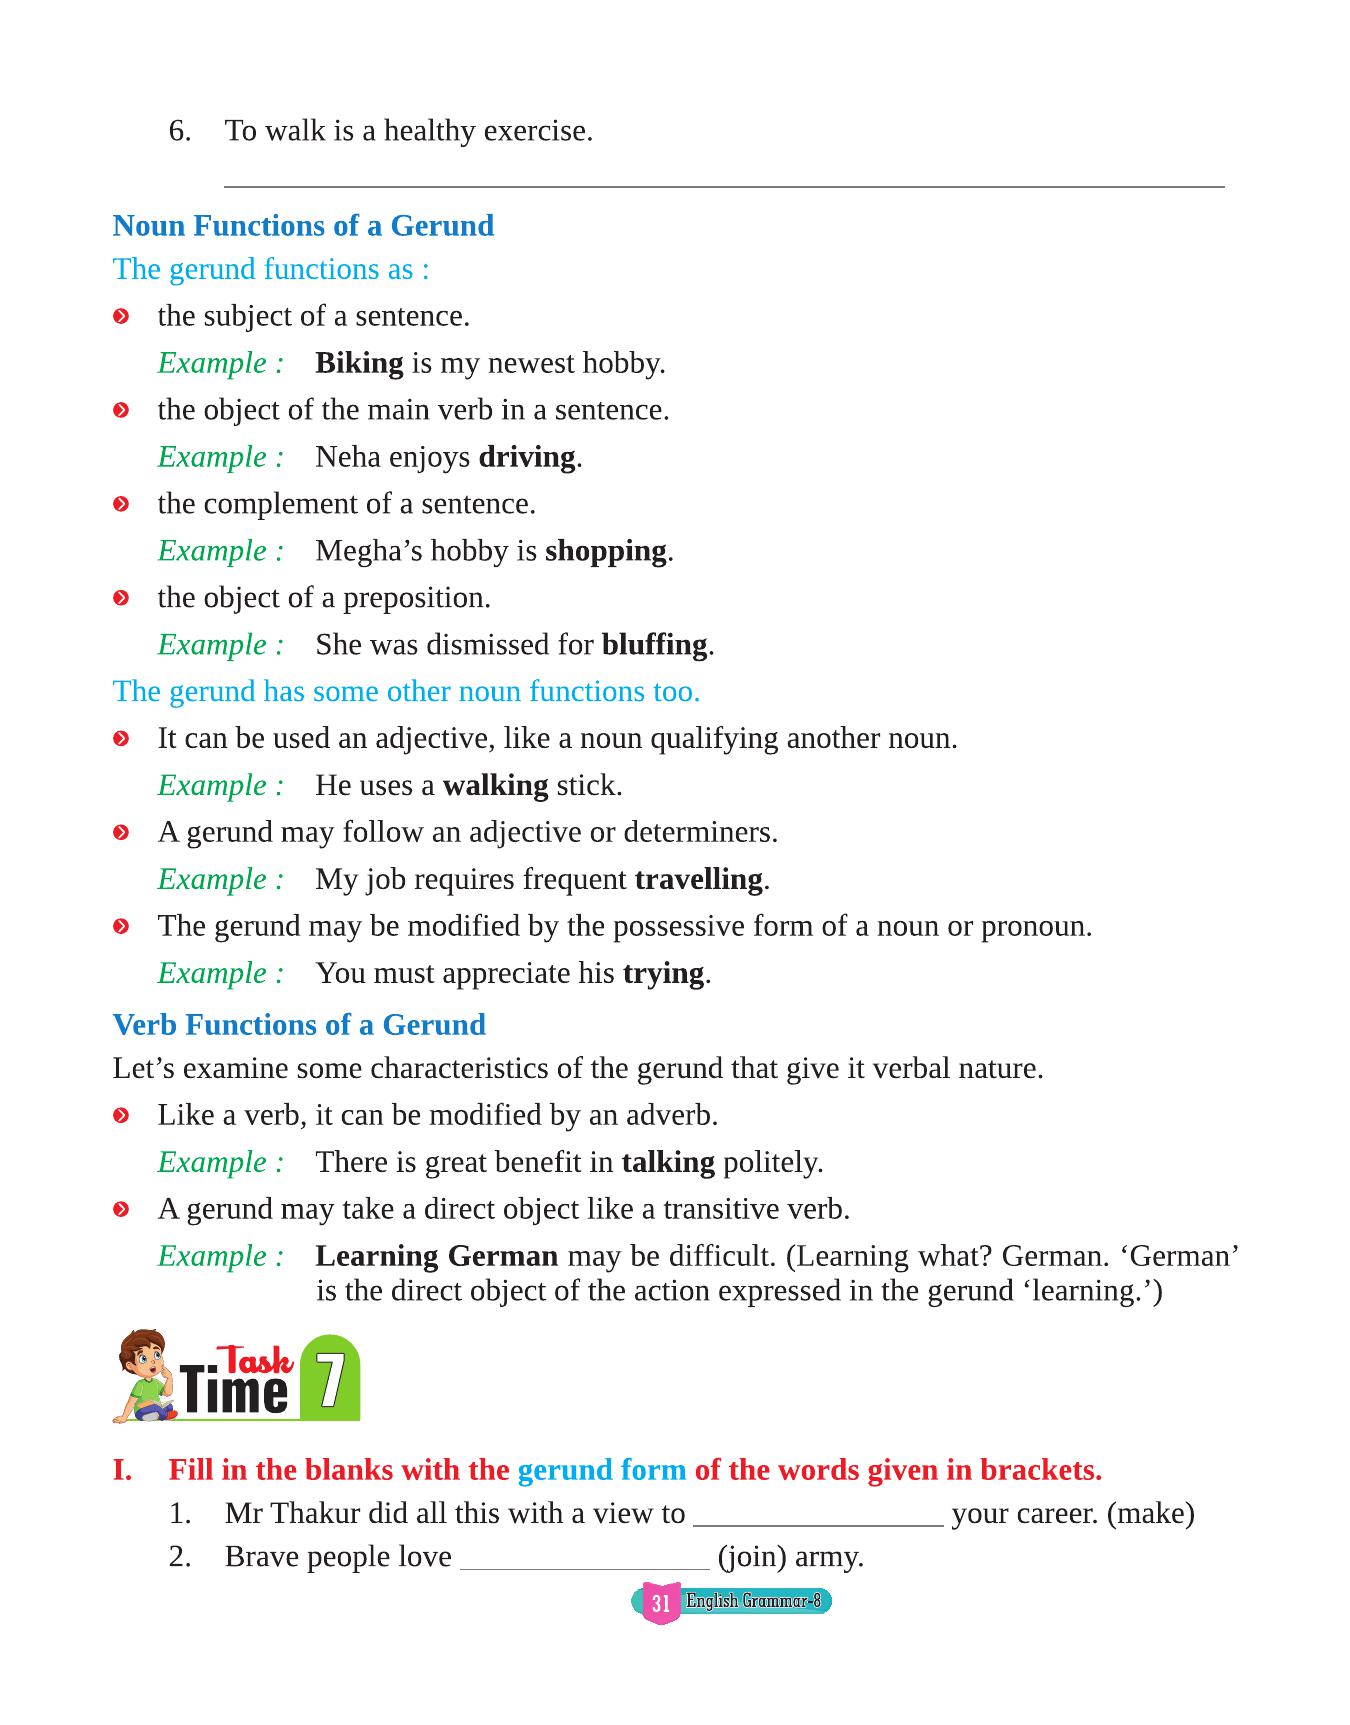 6. To walk is a healthy exercise.
Noun Functions of a Gerund
The gerund functions as :
the subject of a sentence.
Example : Biking is my newest hobby.
the object of the main verb in a sentence.
Example : Neha enjoys driving.
the complement of a sentence.
Example : Megha’s hobby is shopping.
the object of a preposition.
Example : She was dismissed for bluffing.
The gerund has some other noun functions too.
It can be used an adjective, like a noun qualifying another noun.
Example : He uses a walking stick.
A gerund may follow an adjective or determiners.
Example : My job requires frequent travelling.
The gerund may be modified by the possessive form of a noun or pronoun.
Example : You must appreciate his trying.
Verb Functions of a Gerund
Let’s examine some characteristics of the gerund that give it verbal nature.
Like a verb, it can be modified by an adverb.
Example : There is great benefit in talking politely.
A gerund may take a direct object like a transitive verb.
Example : Learning German may be difficult. (Learning what? German. ‘German’
is the direct object of the action expressed in the gerund ‘learning.’)
Task
Time 7
I. Fill in the blanks with the gerund form of the words given in brackets.
1. Mr Thakur did all this with a view to ________________ your career. (make)
2. Brave people love ________________ (join) army.
31 English Grammar-8